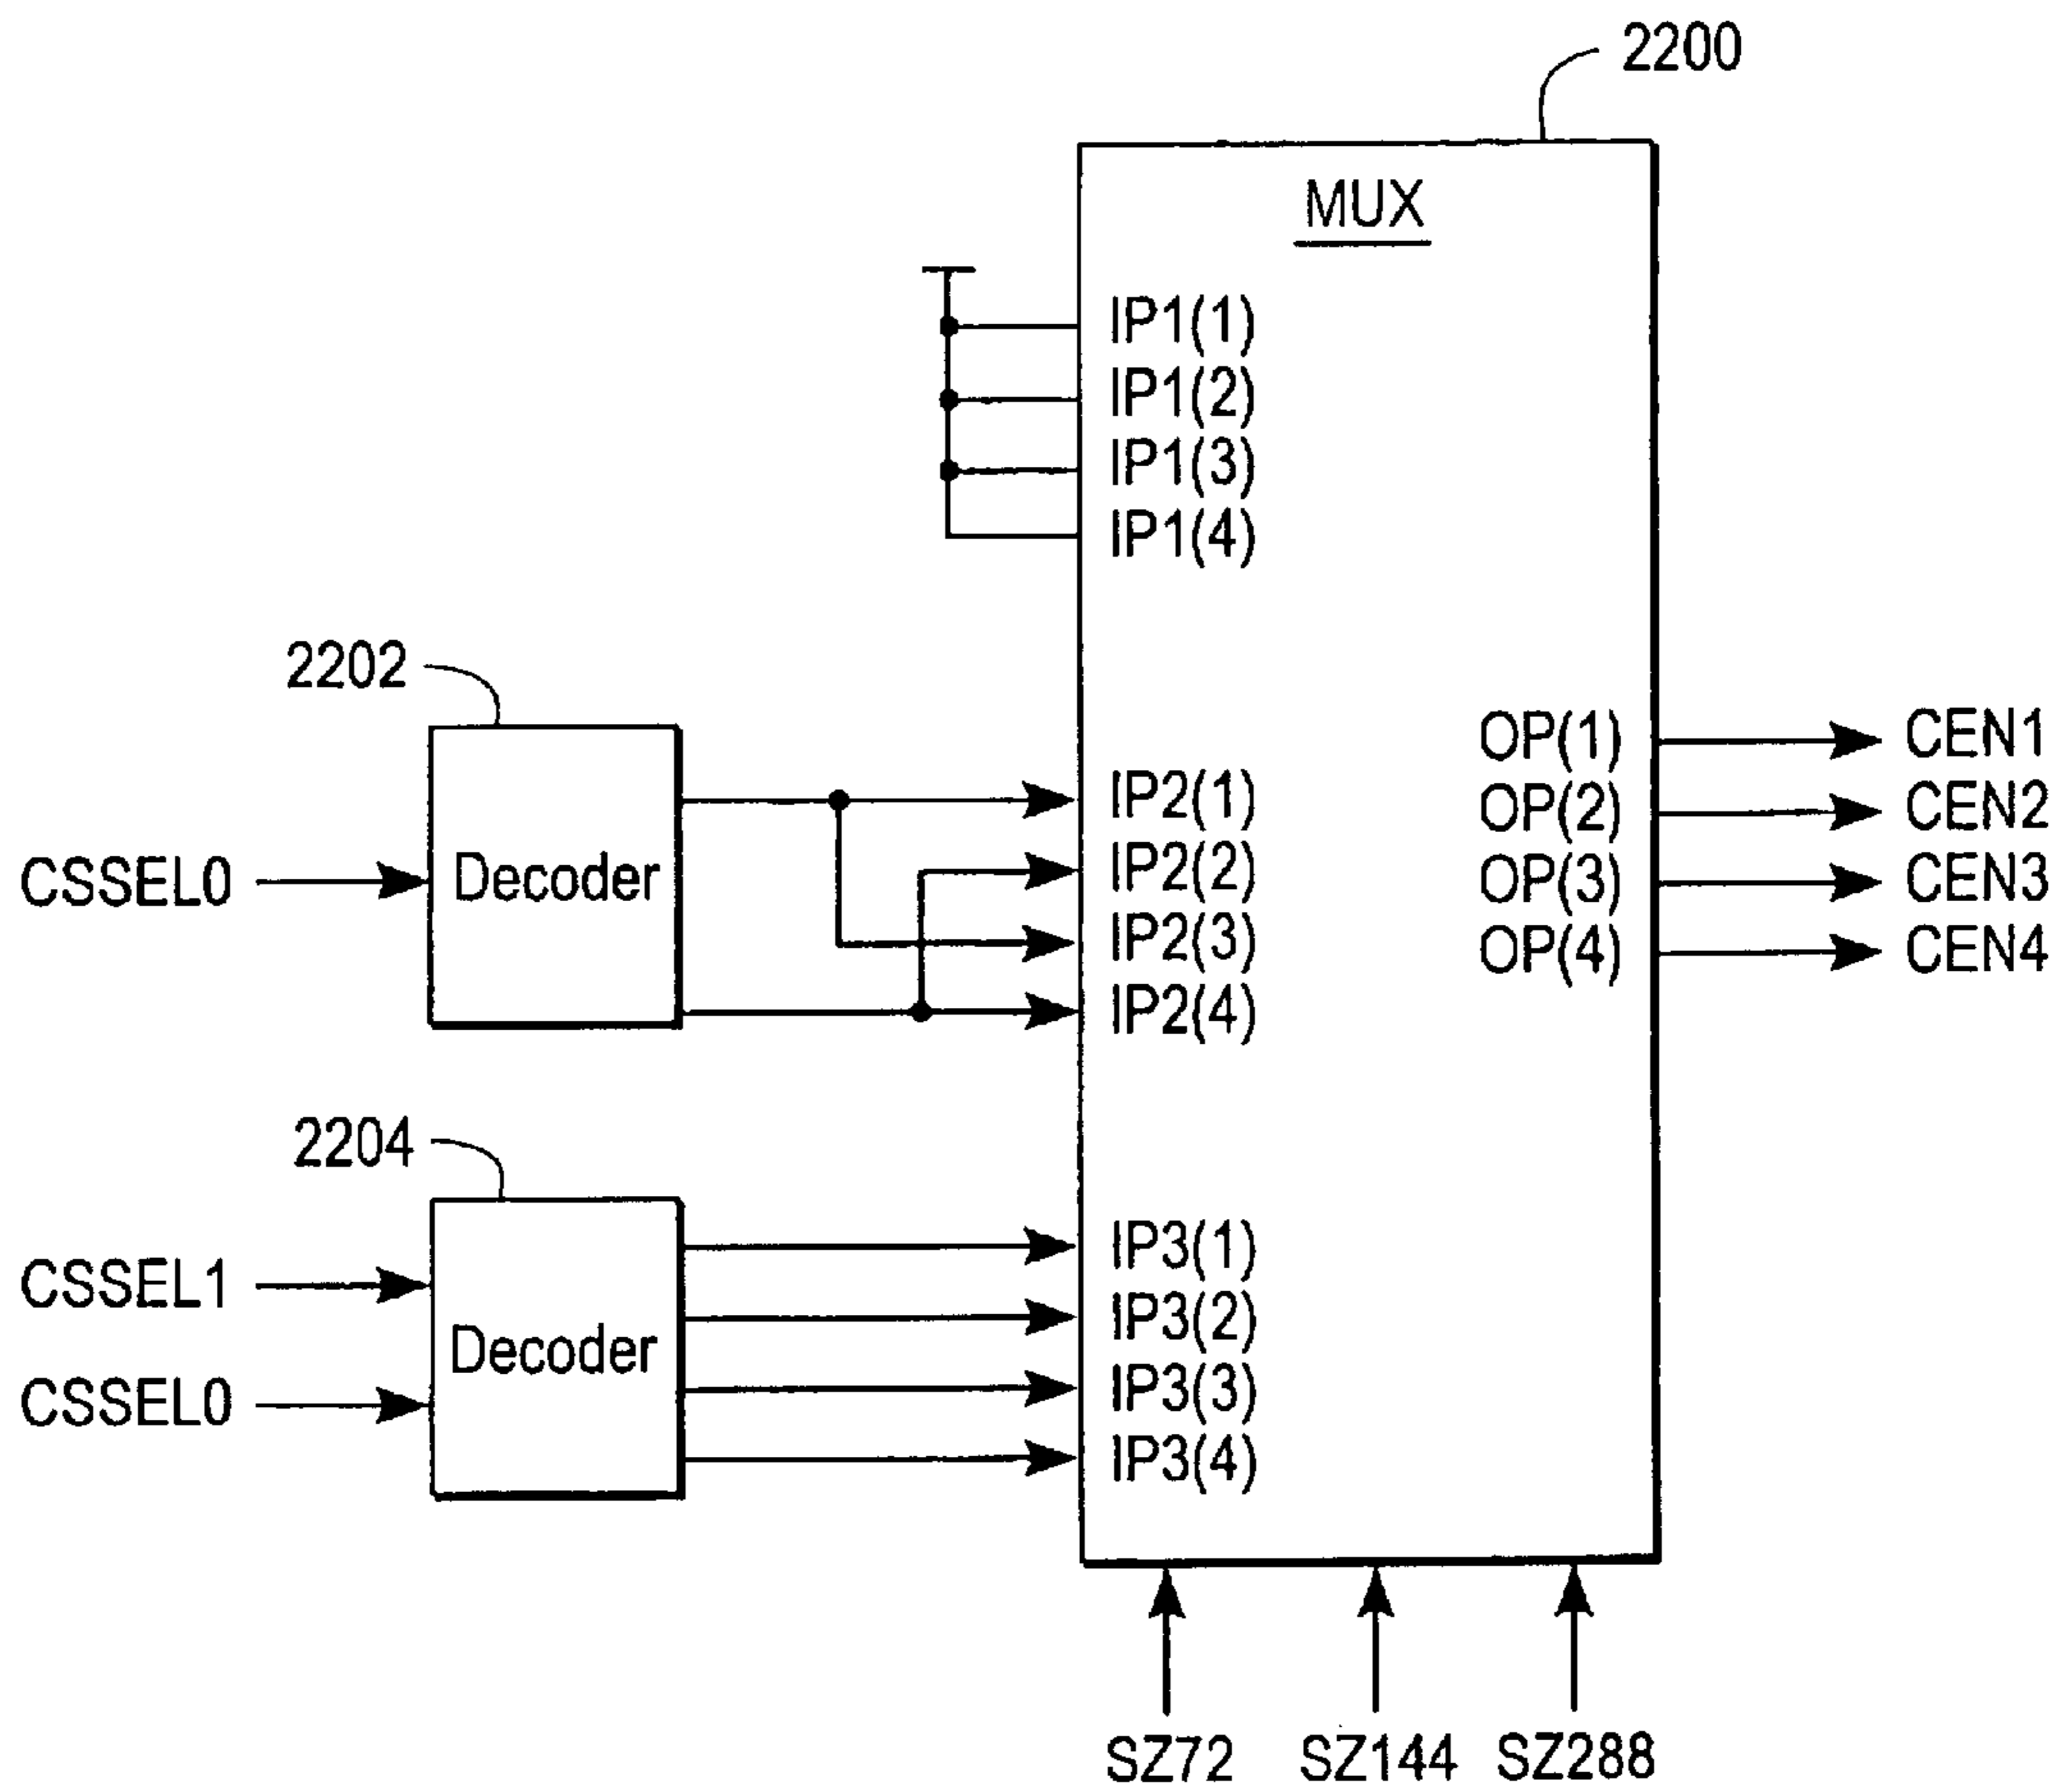 2200
MUX
IP1(1)
IP1(2)
IP1(3)
IP1(4)
2202
Decoder
CSSEL0
IP2(1)
IP2(2)
IP2(3)
IP2(4)
OP(1)
OP(2)
OP(3)
OP(4)
CEN1
CEN2
CEN3
CEN4
2204
CSSEL1
CSSEL0
Decoder
IP3(1)
IP3(2)
IP3(3)
IP3(4)
SZ72
SZ144
SZ288